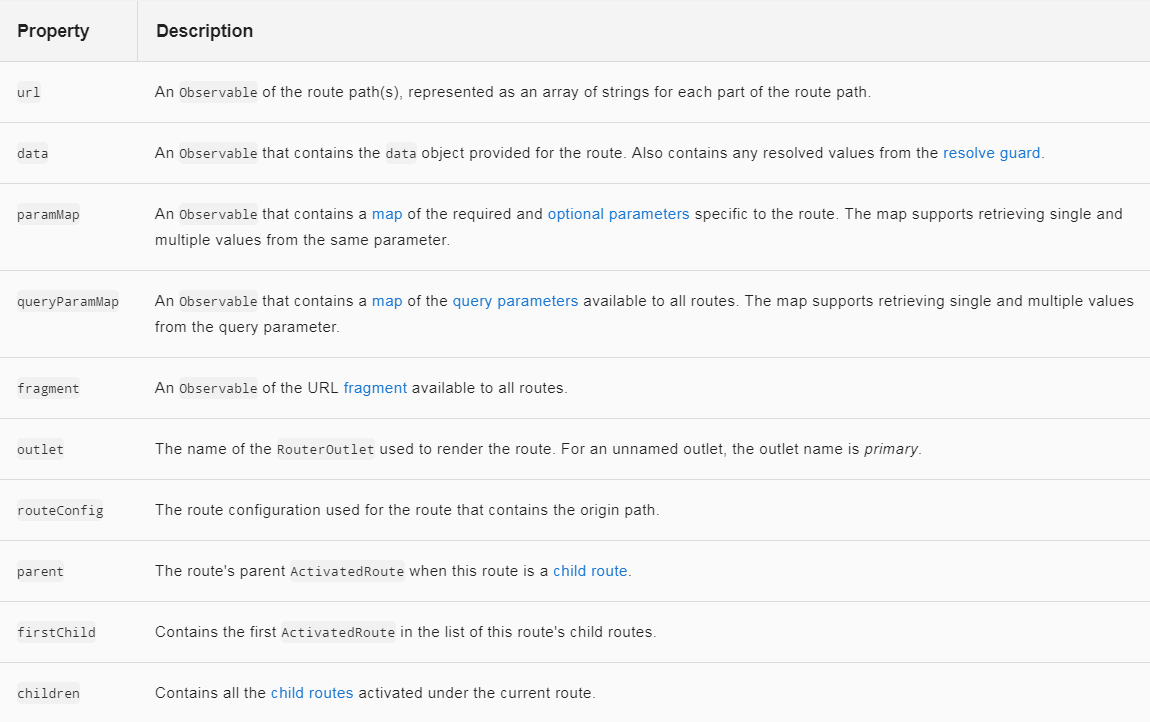 Property Description
url An Observable of the route path(s), represented as an array of strings for each part of the route path.
data An Observable that contains the data object provided for the route. Also contains any resolved values from the resolve guard.
paramMap An Observable that contains a map of the required and optional parameters specific to the route. The map supports retrieving single and
multiple values from the same parameter.
queryParamMap An Observable that contains a map of the query parameters available to all routes. The map supports retrieving single and multiple values
from the query parameter.
fragment An Observable of the URL fragment available to all routes.
outlet The name of the RouterOutlet used to render the route. For an unnamed outlet, the outlet name is primary.
routeConfig The route configuration used for the route that contains the origin path.
parent The route's parent ActivatedRoute when this route is a child route.
firstChild Contains the first ActivatedRoute in the list of this route's child routes.
children Contains all the child routes activated under the current route.